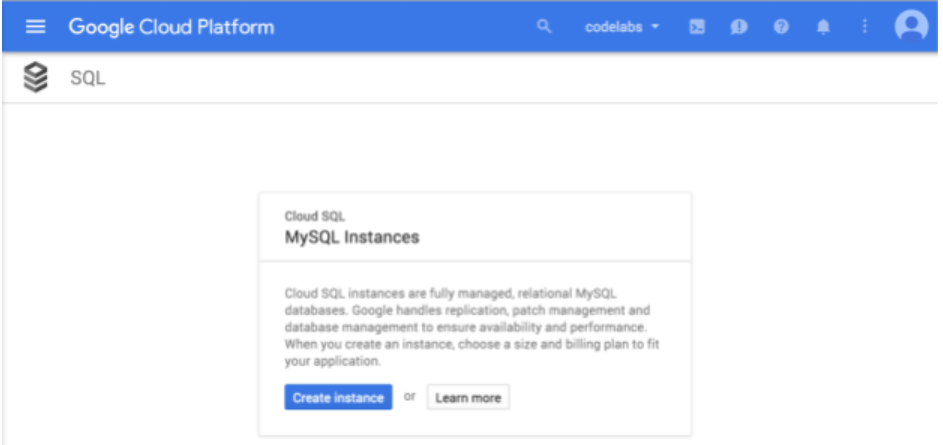 Google Cloud Platform
codelabs
SQL
Cloud SQL
MySQL Instances
Cloud SQL instances are fully managed, relational MySQL
databases. Google handles replication, patch management and
database management to ensure availability and performance.
When you create an instance, choose a size and billing plan to fit
your application.
Create instance or Learn more